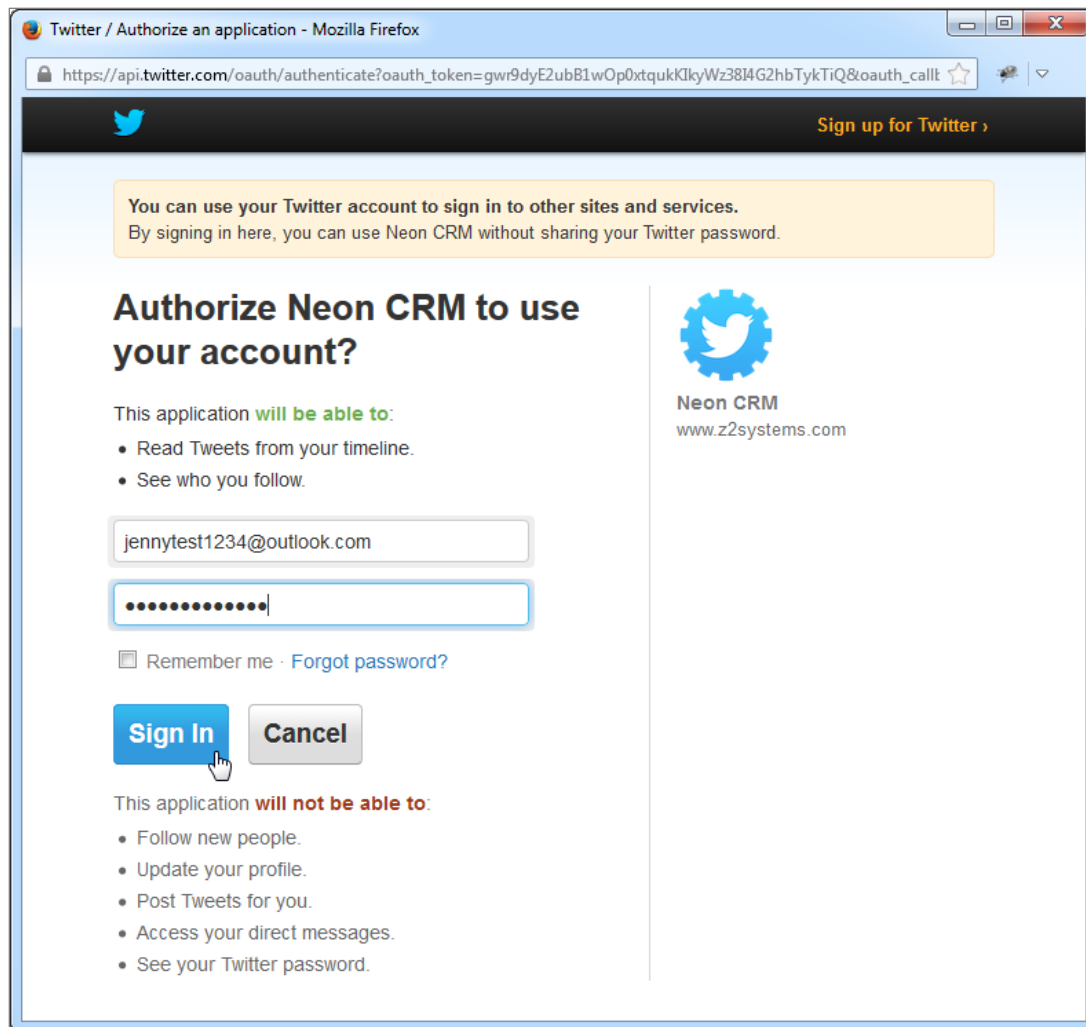 Twitter / Authorize an application - Mozilla Firefox
https://api.twitter.com/oauth/authenticate?oauth_token=gwr9dyE2ubB1wOp0xtqukKIkyWz38I4G2hbTykTiQ&oauth_callb
Sign up for Twitter ›
You can use your Twitter account to sign in to other sites and services.
By signing in here, you can use Neon CRM without sharing your Twitter password.
Authorize Neon CRM to use
your account?
This application will be able to:
• Read Tweets from your timeline.
• See who you follow.
jennytest1234@outlook.com
•••••••••••••
Remember me · Forgot password?
Sign In
Cancel
This application will not be able to:
• Follow new people.
• Update your profile.
• Post Tweets for you.
• Access your direct messages.
• See your Twitter password.
Neon CRM
www.z2systems.com